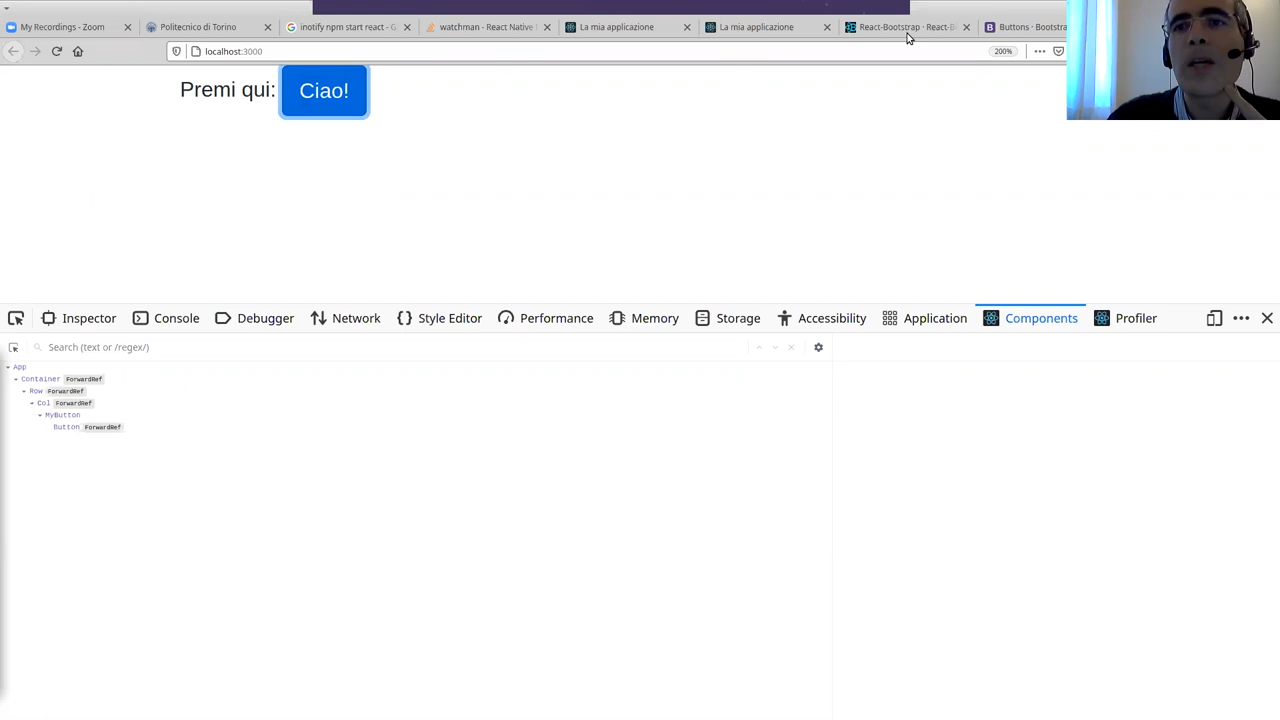 My Recordings - Zoom
Politecnico di Torino
inotify npm start react - G
watchman - React Native
La mia applicazione
La mia applicazione
React-Bootstrap · React-B
Buttons · Bootstra
localhost:3000
200%
Premi qui: Ciao!
Inspector
Console
Debugger
Network
Style Editor
Performance
Memory
Storage
Accessibility
Application
Components
Profiler
Search (text or /regex/)
App
Container ForwardRef
Row ForwardRef
Col ForwardRef
MyButton
Button ForwardRef